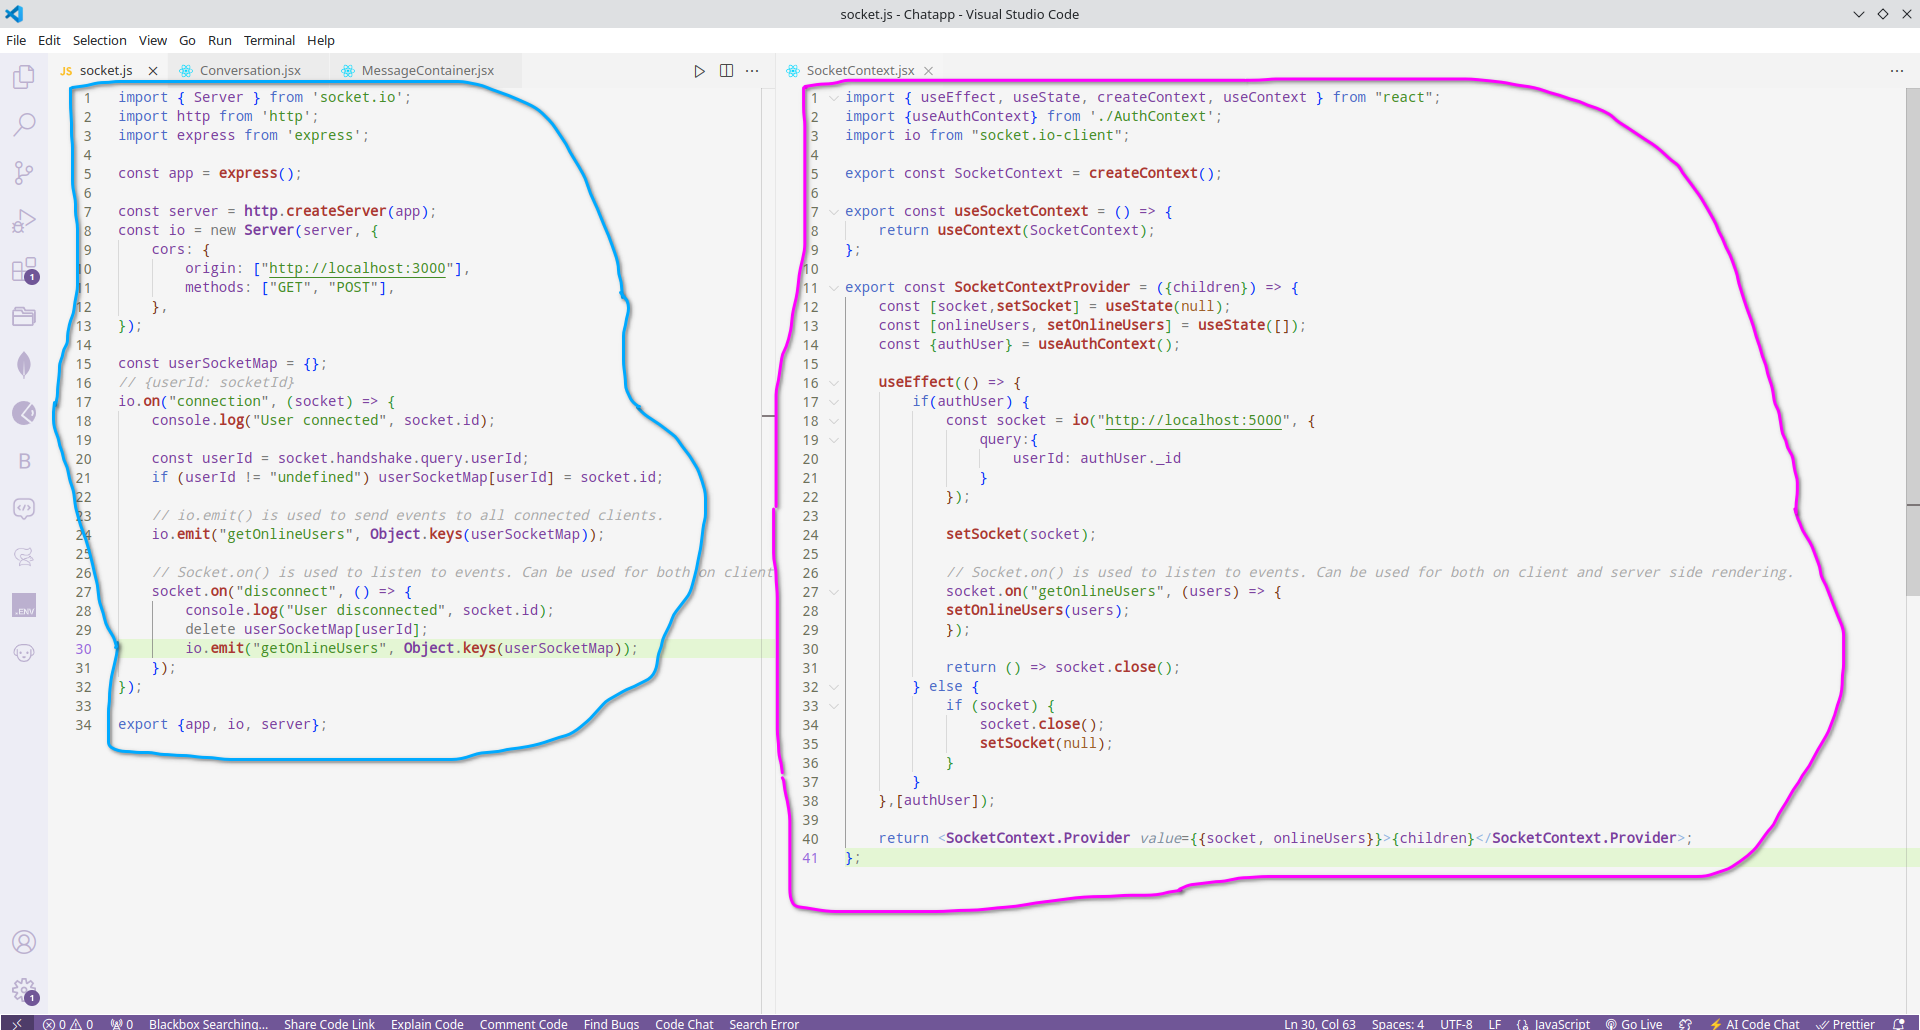 socket.js - Chatapp - Visual Studio Code
File Edit Selection View Go Run Terminal Help
JS socket.js Conversation.jsx MessageContainer.jsx
1 import { Server } from 'socket.io';
2 import http from 'http';
3 import express from 'express';
4
5 const app = express();
6
7 const server = http.createServer(app);
8 const io = new Server(server, {
9 cors: {
10 origin: ["http://localhost:3000"],
11 methods: ["GET", "POST"],
12 },
13 });
14
15 const userSocketMap = {};
16 // {userId: socketId}
17 io.on("connection", (socket) => {
18 console.log("User connected", socket.id);
19
20 const userId = socket.handshake.query.userId;
21 if (userId != "undefined") userSocketMap[userId] = socket.id;
22
23 // io.emit() is used to send events to all connected clients.
24 io.emit("getOnlineUsers", Object.keys(userSocketMap));
25
26 // Socket.on() is used to listen to events. Can be used for both on client
27 socket.on("disconnect", () => {
28 console.log("User disconnected", socket.id);
29 delete userSocketMap[userId];
30 io.emit("getOnlineUsers", Object.keys(userSocketMap));
31 });
32 });
33
34 export {app, io, server};
SocketContext.jsx
1 import { useEffect, useState, createContext, useContext } from "react";
2 import {useAuthContext} from './AuthContext';
3 import io from "socket.io-client";
4
5 export const SocketContext = createContext();
6
7 export const useSocketContext = () => {
8 return useContext(SocketContext);
9 };
10
11 export const SocketContextProvider = ({children}) => {
12 const [socket,setSocket] = useState(null);
13 const [onlineUsers, setOnlineUsers] = useState([]);
14 const {authUser} = useAuthContext();
15
16 useEffect(() => {
17 if(authUser) {
18 const socket = io("http://localhost:5000", {
19 query:{
20 userId: authUser._id
21 }
22 });
23
24 setSocket(socket);
25
26 // Socket.on() is used to listen to events. Can be used for both on client and server side rendering.
27 socket.on("getOnlineUsers", (users) => {
28 setOnlineUsers(users);
29 });
30
31 return () => socket.close();
32 } else {
33 if (socket) {
34 socket.close();
35 setSocket(null);
36 }
37 }
38 },[authUser]);
39
40 return <SocketContext.Provider value={{socket, onlineUsers}}>{children}</SocketContext.Provider>;
41 };
1
B
.ENV
1
0 0 0 Blackbox Searching... Share Code Link Explain Code Comment Code Find Bugs Code Chat Search Error Ln 30, Col 63 Spaces: 4 UTF-8 LF {} JavaScript Go Live AI Code Chat Prettier